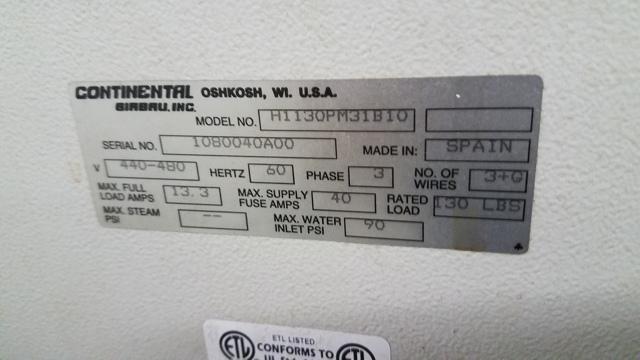 CONTINENTAL OSHKOSH, WI. U.S.A.
GIRBAU, INC.
MODEL NO. H1130PM31B10
SERIAL NO. 1080040A00 MADE IN: SPAIN
V 440-480 HERTZ 60 PHASE 3 NO. OF WIRES 3+G
MAX. FULL LOAD AMPS 13.3 MAX. SUPPLY FUSE AMPS 40 RATED LOAD 130 LBS
MAX. STEAM PSI -- MAX. WATER INLET PSI 90
ETL LISTED
ETL CONFORMS TO ETL